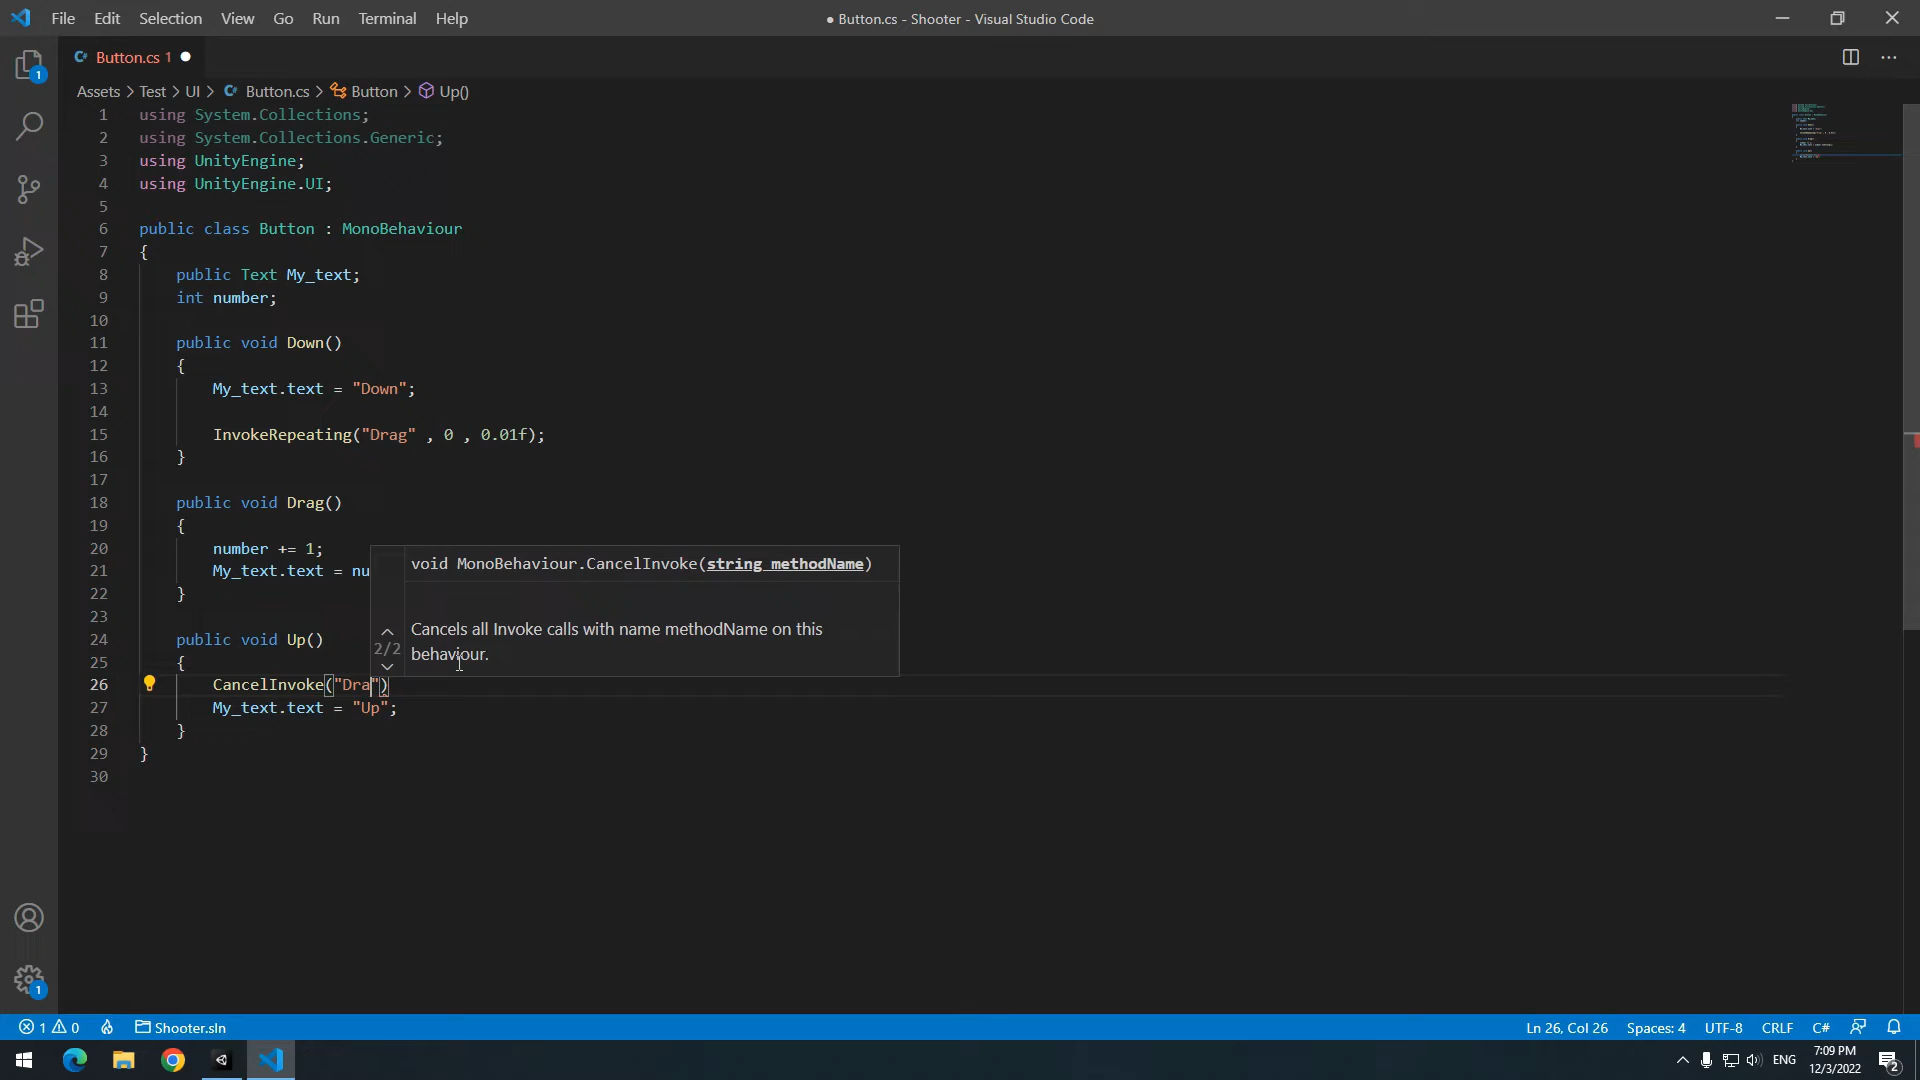 File Edit Selection View Go Run Terminal Help
● Button.cs - Shooter - Visual Studio Code
Button.cs 1 ●
Assets > Test > UI > Button.cs > Button > Up()
1 using System.Collections;
2 using System.Collections.Generic;
3 using UnityEngine;
4 using UnityEngine.UI;
5
6 public class Button : MonoBehaviour
7 {
8 public Text My_text;
9 int number;
10
11 public void Down()
12 {
13 My_text.text = "Down";
14
15 InvokeRepeating("Drag" , 0 , 0.01f);
16 }
17
18 public void Drag()
19 {
20 number += 1;
21 My_text.text = nu
22 }
23
24 public void Up()
25 {
26 CancelInvoke("Dra")
27 My_text.text = "Up";
28 }
29 }
30
void MonoBehaviour.CancelInvoke(string methodName)
Cancels all Invoke calls with name methodName on this
2/2
behaviour.
1
1
1 0 Shooter.sln
Ln 26, Col 26 Spaces: 4 UTF-8 CRLF C#
ENG
7:09 PM
12/3/2022
2